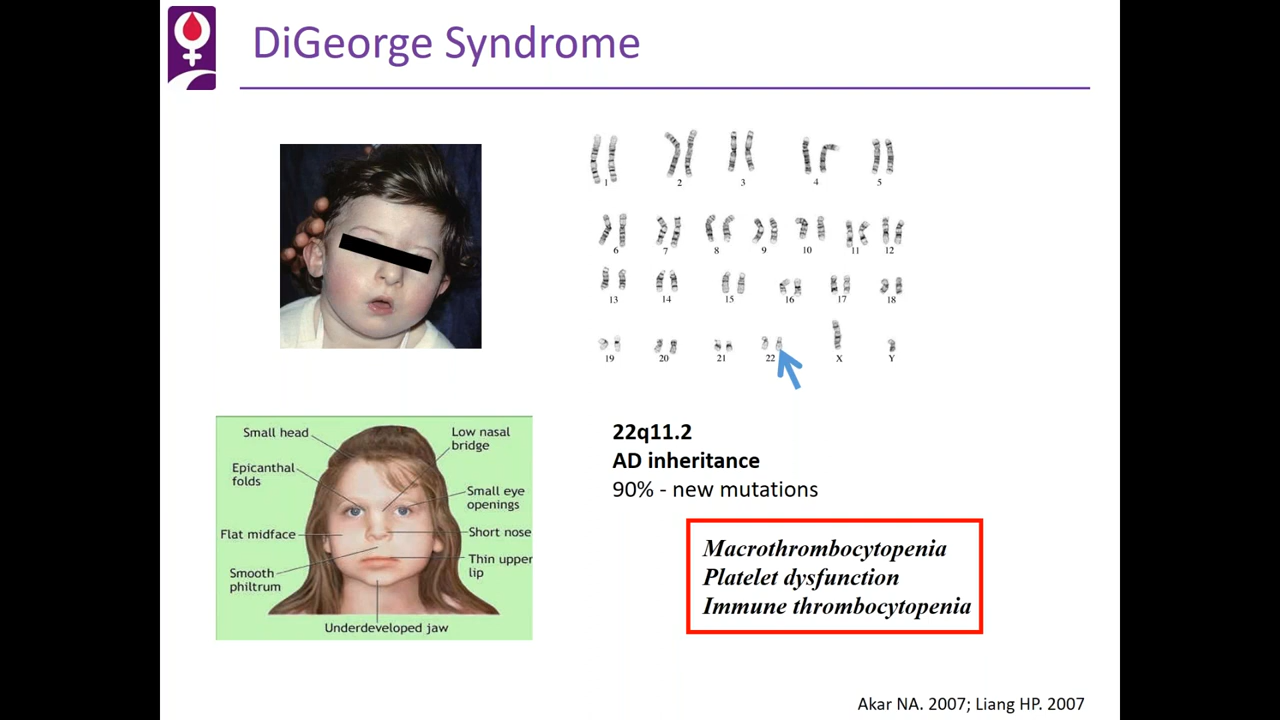 DiGeorge Syndrome
1 2 3 4 5
6 7 8 9 10 11 12
13 14 15 16 17 18
19 20 21 22 X Y
Small head
Low nasal
bridge
Epicanthal
folds
Small eye
openings
Flat midface
Short nose
Smooth
philtrum
Thin upper
lip
Underdeveloped jaw
22q11.2
AD inheritance
90% - new mutations
Macrothrombocytopenia
Platelet dysfunction
Immune thrombocytopenia
Akar NA. 2007; Liang HP. 2007